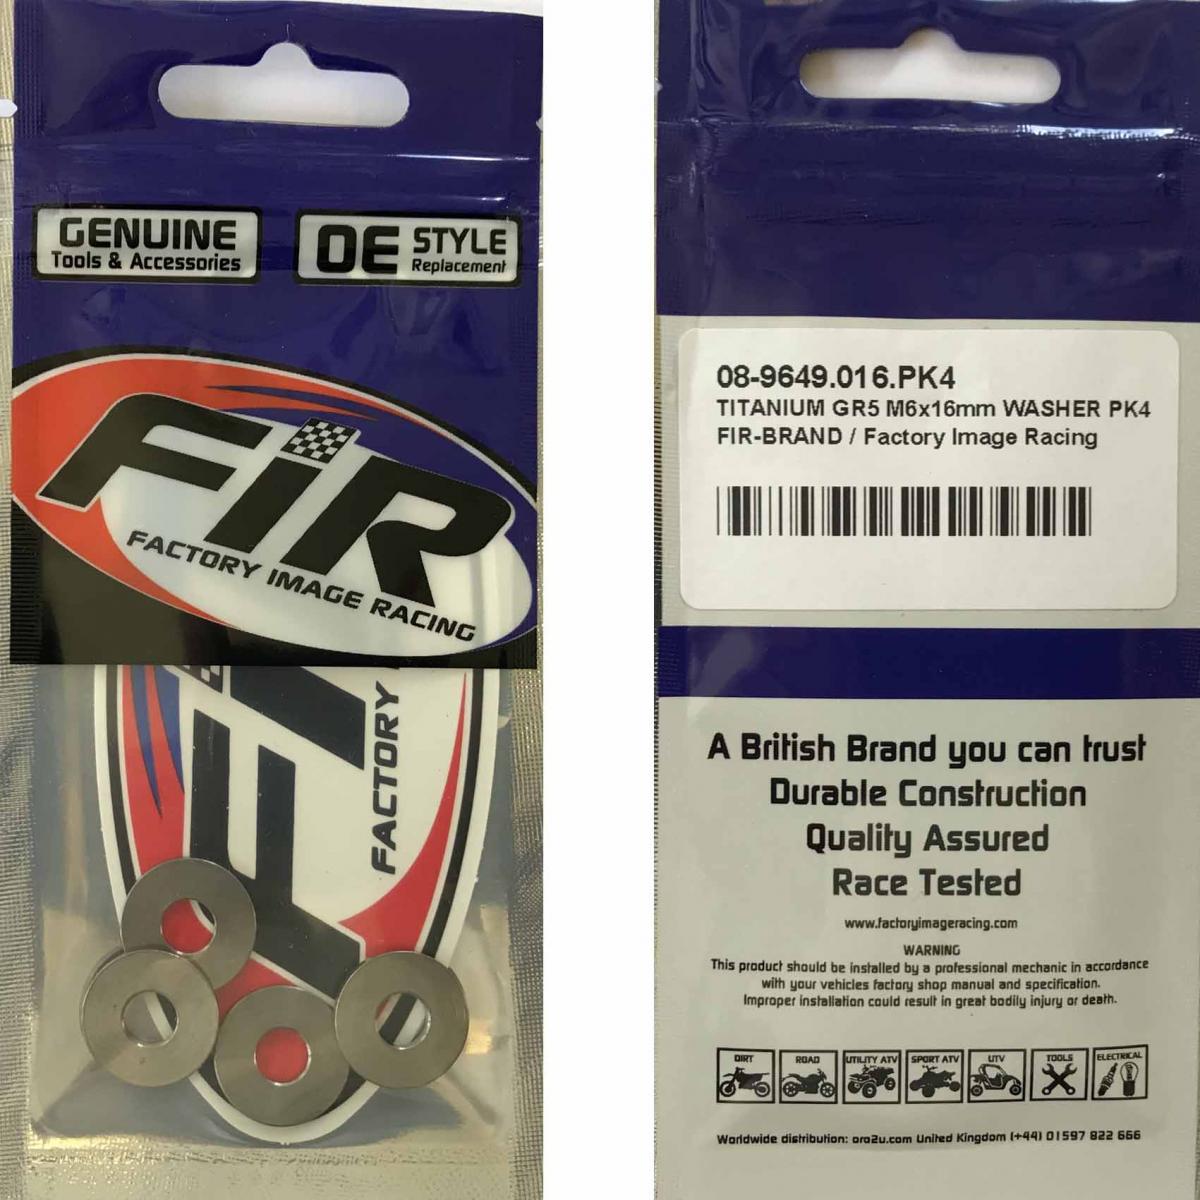 GENUINE
Tools & Accessories
OE STYLE
Replacement
FiR
FACTORY IMAGE RACING
FACTORY
08-9649.016.PK4
TITANIUM GR5 M6x16mm WASHER PK4
FIR-BRAND / Factory Image Racing
A British Brand you can trust
Durable Construction
Quality Assured
Race Tested
www.factoryimageracing.com
WARNING
This product should be installed by a professional mechanic in accordance
with your vehicles factory shop manual and specification.
Improper installation could result in great bodily injury or death.
DIRT ROAD UTILITY ATV SPORT ATV UTV TOOLS ELECTRICAL
Worldwide distribution: oro2u.com United Kingdom (+44) 01597 822 666